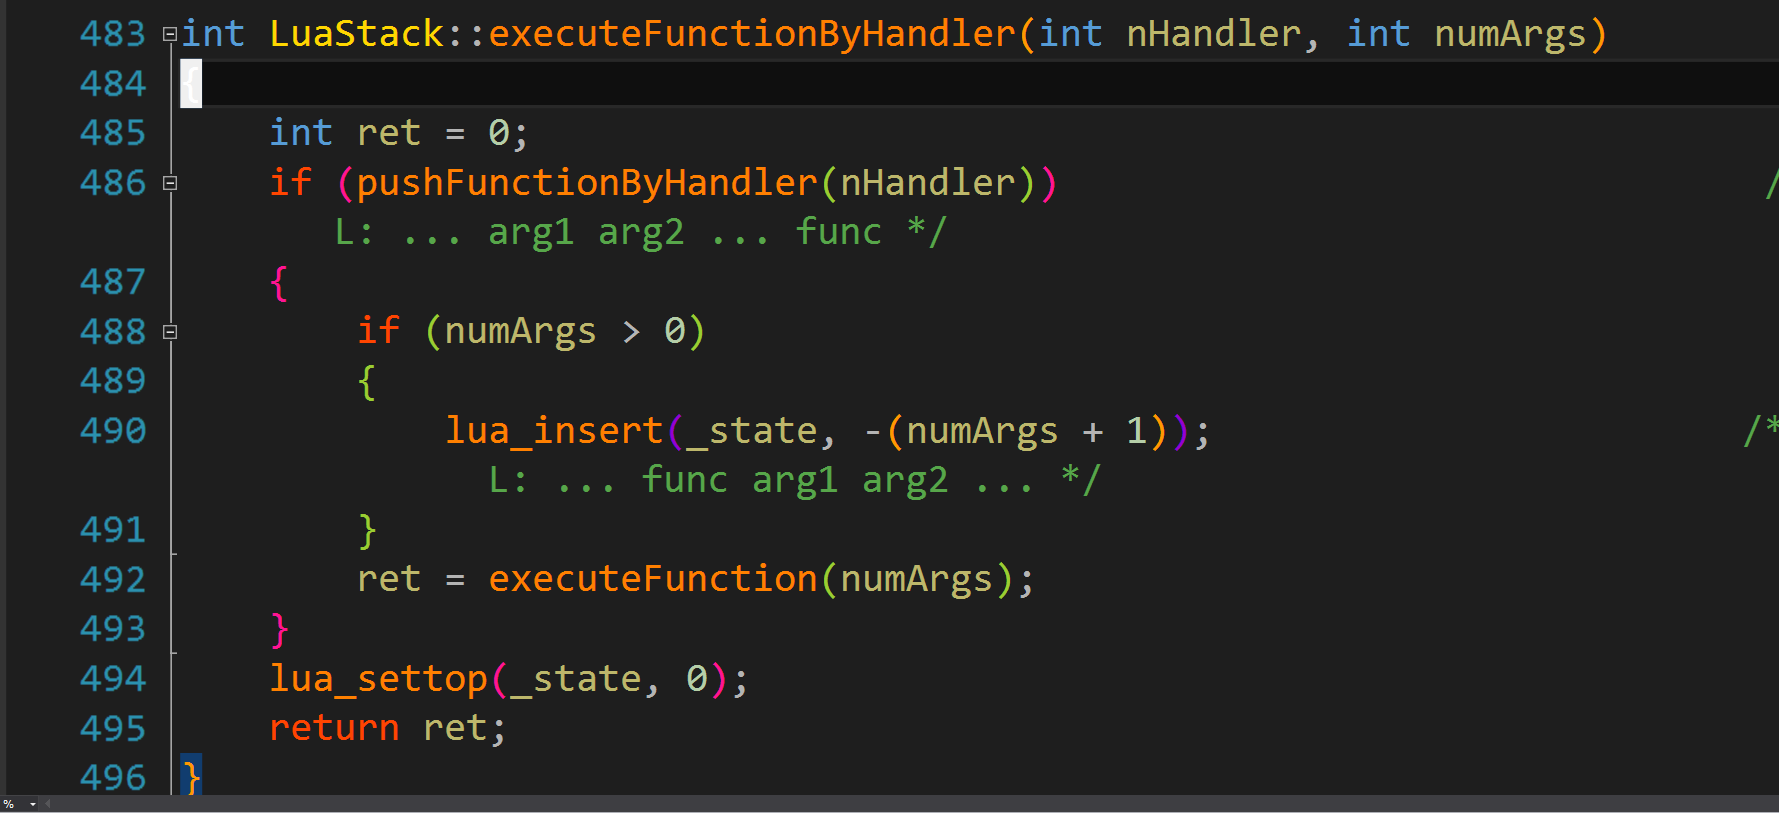 483 int LuaStack::executeFunctionByHandler(int nHandler, int numArgs)
484 {
485 int ret = 0;
486 if (pushFunctionByHandler(nHandler)) /
L: ... arg1 arg2 ... func */
487 {
488 if (numArgs > 0)
489 {
490 lua_insert(_state, -(numArgs + 1)); /*
L: ... func arg1 arg2 ... */
491 }
492 ret = executeFunction(numArgs);
493 }
494 lua_settop(_state, 0);
495 return ret;
496 }
%